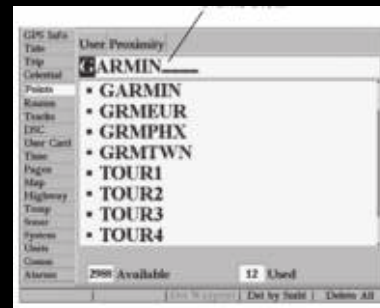 GPS Info
Tide
Trip
Celestial
Points
Routes
Tracks
DSC
User Card
Time
Pages
Map
Highway
Temp
Sonar
System
Units
Comm
Alarms
User Proximity
GARMIN
GARMIN
GRMEUR
GRMPHX
GRMTWN
TOUR1
TOUR2
TOUR3
TOUR4
2988 Available 12 Used
Del by Symbl Delete All